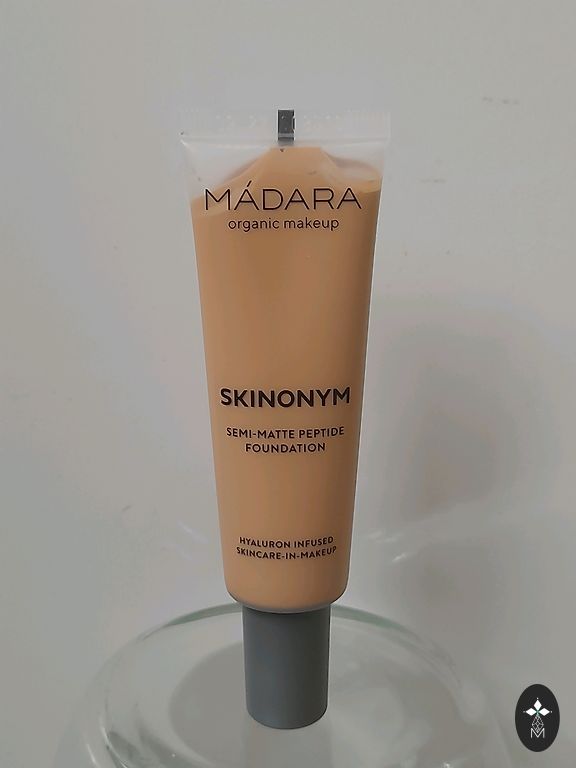 MÁDARA
organic makeup
SKINONYM
SEMI-MATTE PEPTIDE
FOUNDATION
HYALURON INFUSED
SKINCARE-IN-MAKEUP
M